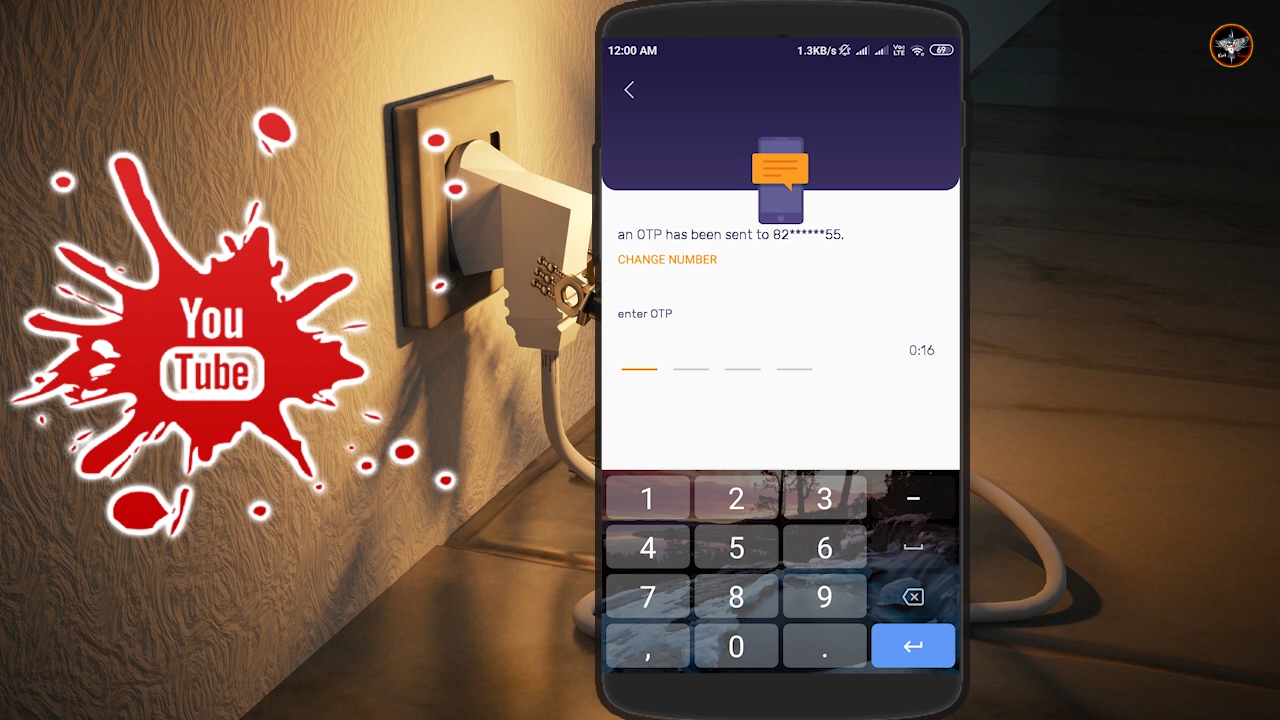 12:00 AM 1.3KB/s Vo) LTE 69
an OTP has been sent to 82******55.
CHANGE NUMBER
enter OTP
0:16
You
Tube
1 2 3 –
4 5 6
7 8 9
, 0 .